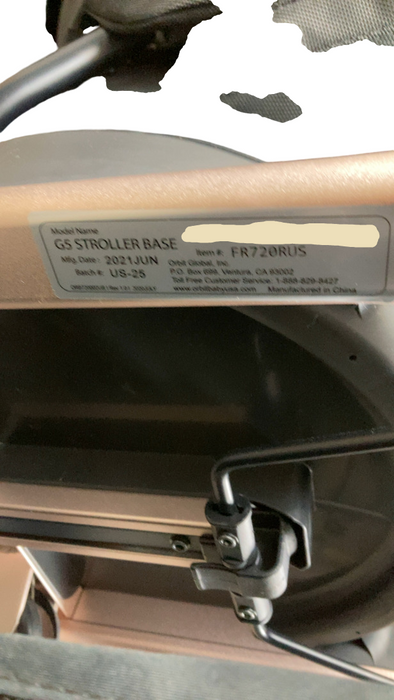 Model Name
G5 STROLLER BASE Item #: FR720RUS
Mfg. Date: 2021JUN Orbit Global, Inc.
Batch #: US-25 P.O. Box 699, Ventura, CA 93002
Toll Free Customer Service: 1-888-829-8427
www.orbitbabyusa.com Manufactured in China